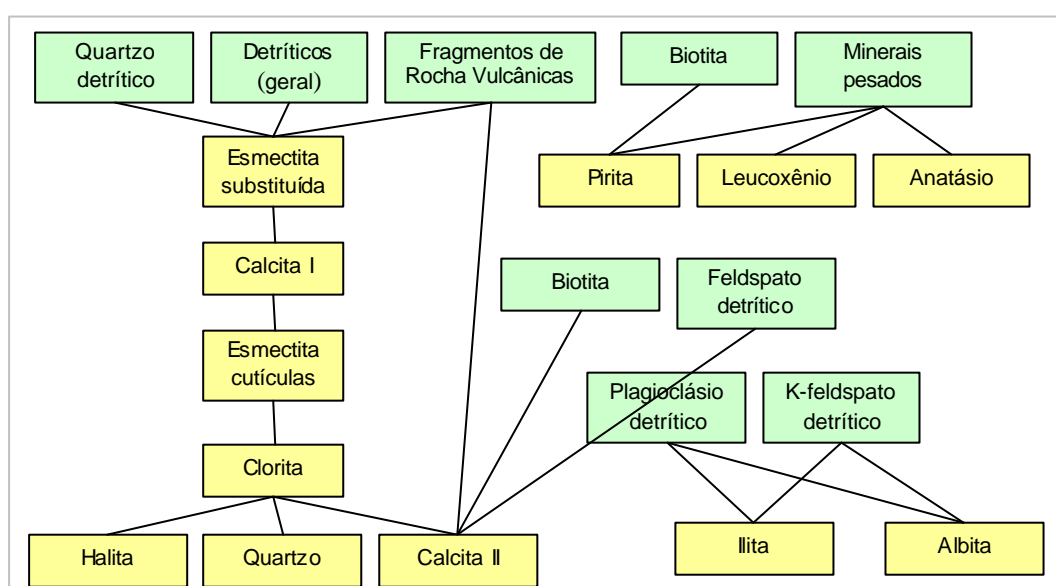 Quartzo
detrítico
Detríticos
(geral)
Fragmentos de
Rocha Vulcânicas
Biotita
Minerais
pesados
Esmectita
substituída
Pirita
Leucoxênio
Anatásio
Calcita I
Biotita
Feldspato
detrítico
Esmectita
cutículas
Plagioclásio
detrítico
K-feldspato
detrítico
Clorita
Halita
Quartzo
Calcita II
Ilita
Albita